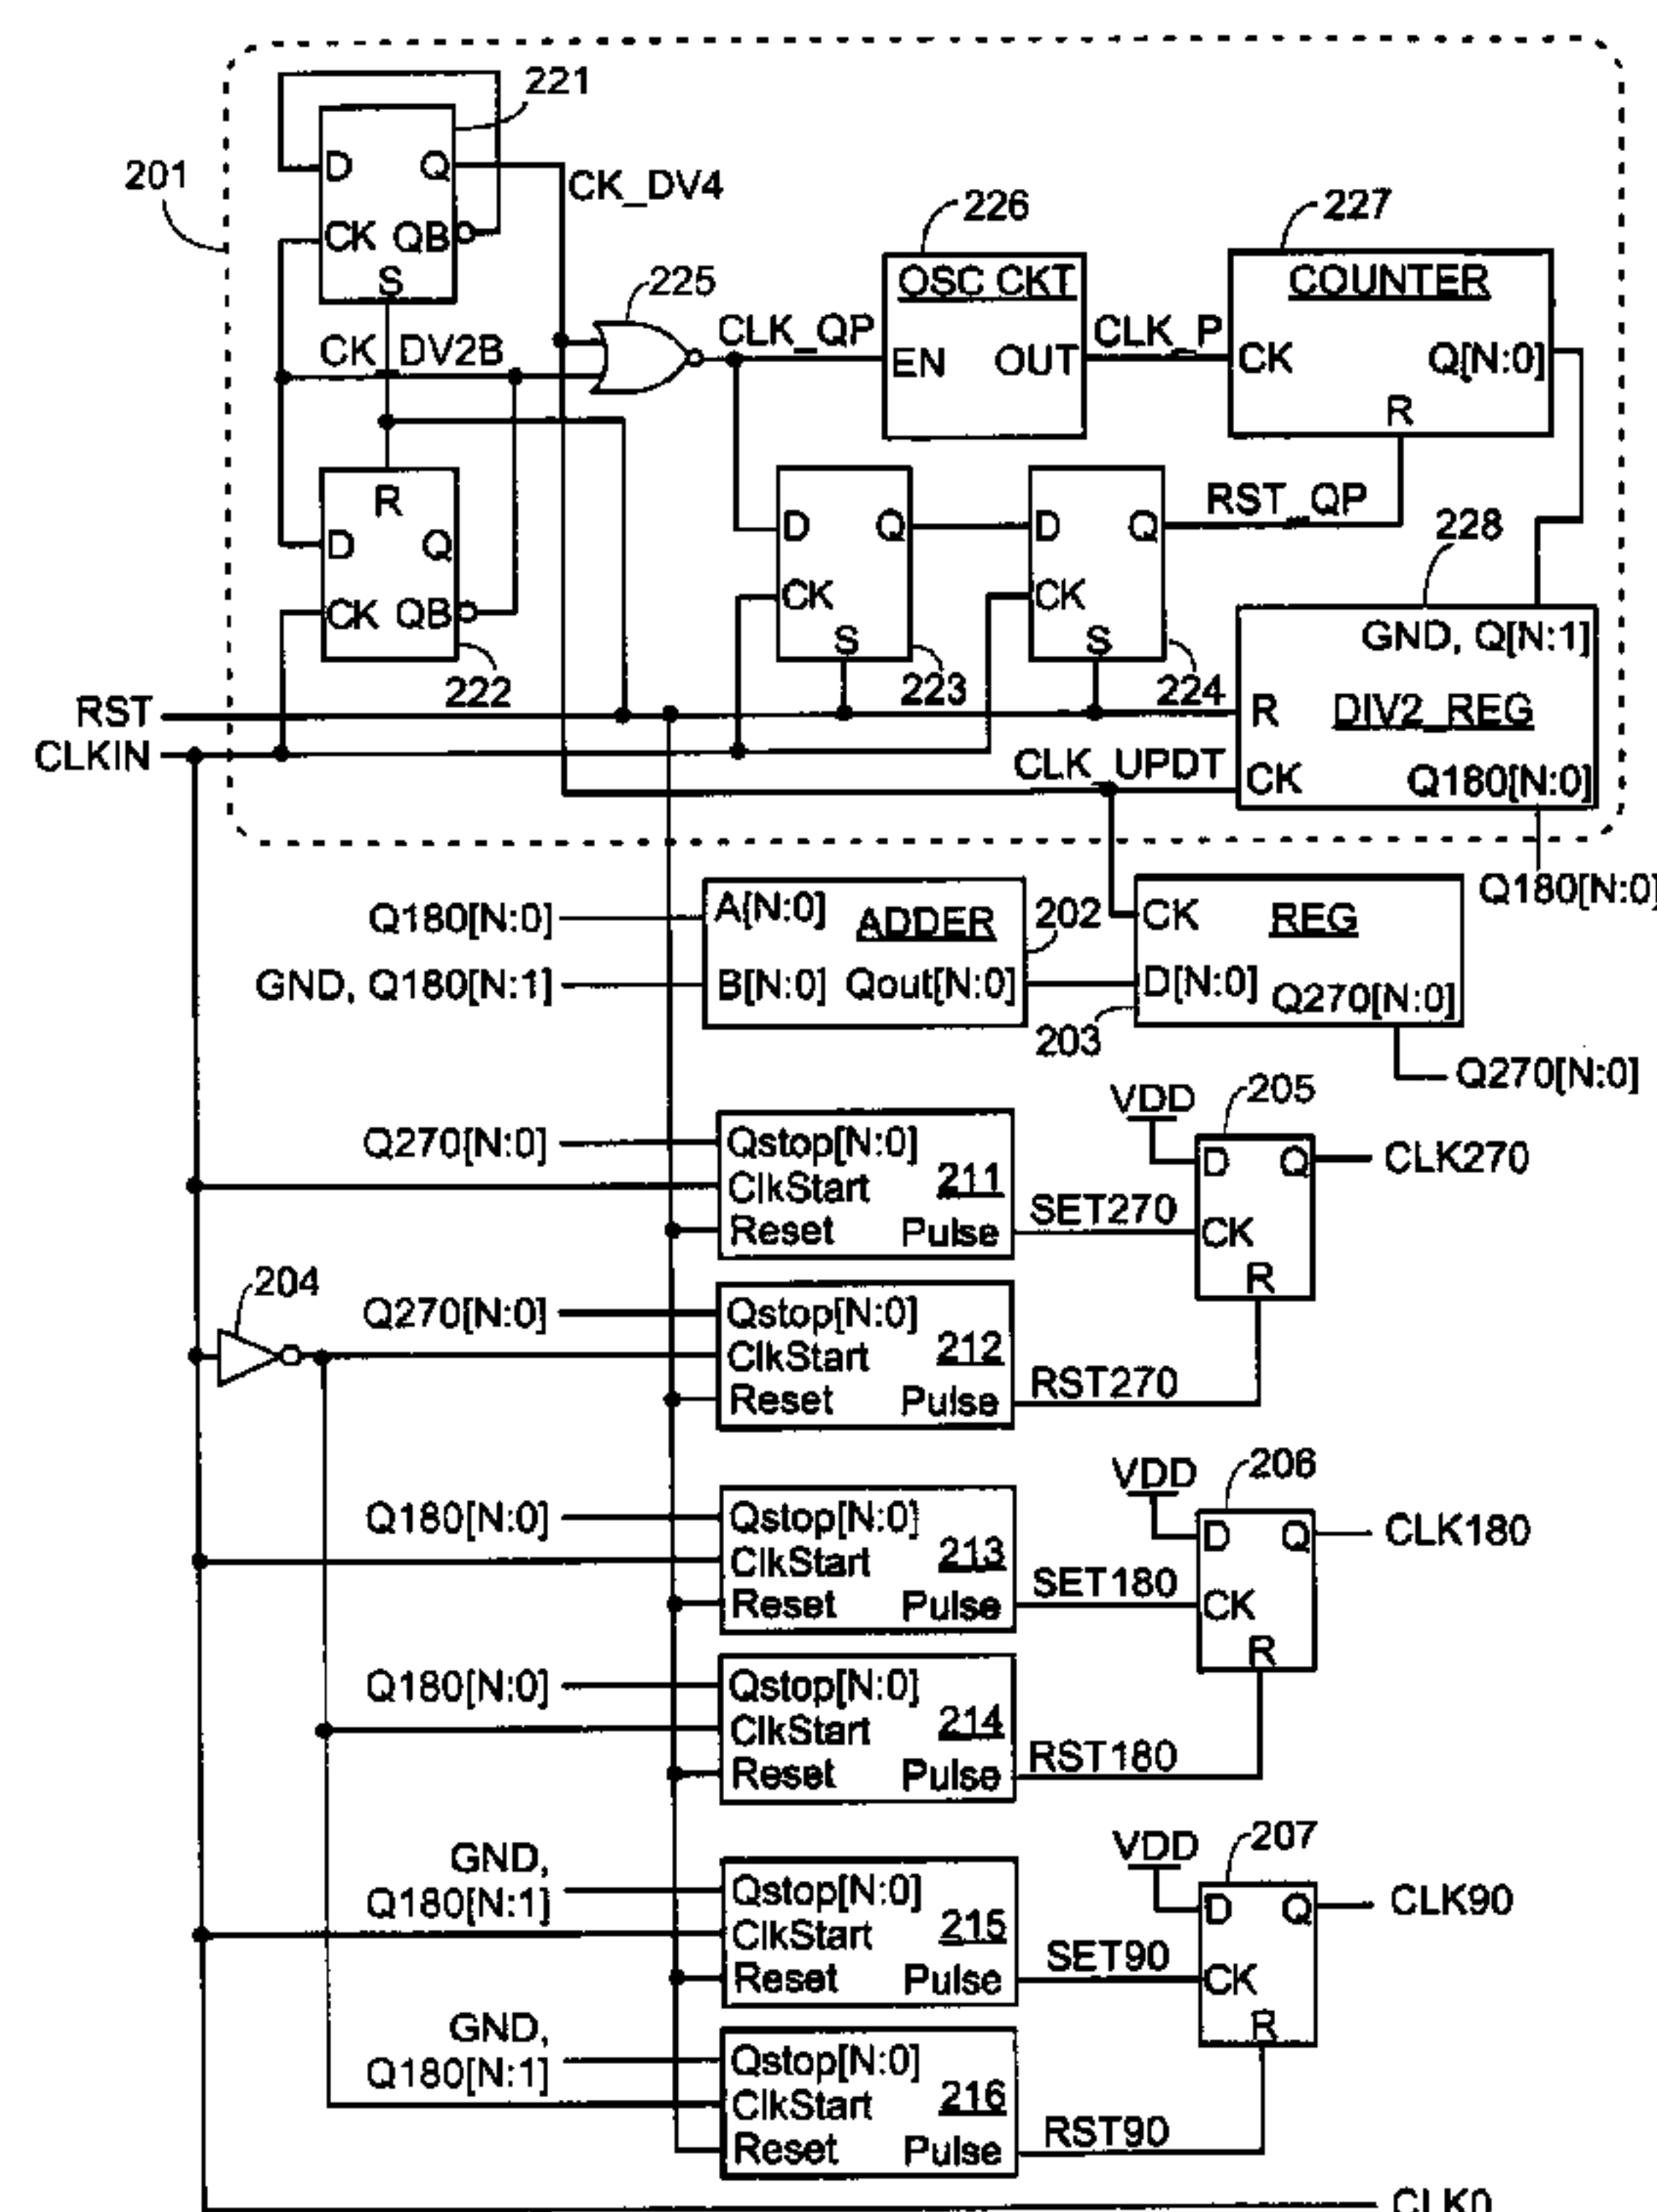 221
D Q
CK_DV4
201
CK QB
S
226
227
OSC CKT
COUNTER
225
CLK_QP
CLK_P
CK_DV2B
EN OUT
CK Q[N:0]
R
R
D Q
D Q
RST_QP
228
D Q
CK QB
CK
CK
GND, Q[N:1]
S
S
222
223
224
RST
R DIV2_REG
CLKIN
CLK_UPDT
CK Q180[N:0]
Q180[N:0]
Q180[N:0]
A[N:0] ADDER
202
CK REG
GND, Q180[N:1]
B[N:0] Qout[N:0]
D[N:0] Q270[N:0]
203
Q270[N:0]
VDD
205
Q270[N:0]
Qstop[N:0]
D Q
CLK270
ClkStart 211
SET270
Reset Pulse
CK
R
204
Q270[N:0]
Qstop[N:0]
ClkStart 212
RST270
Reset Pulse
VDD
206
Q180[N:0]
Qstop[N:0]
D Q
CLK180
ClkStart 213
SET180
Reset Pulse
CK
R
Q180[N:0]
Qstop[N:0]
ClkStart 214
RST180
Reset Pulse
VDD
207
GND,
Q180[N:1]
Qstop[N:0]
D Q
CLK90
ClkStart 215
SET90
Reset Pulse
CK
R
GND,
Q180[N:1]
Qstop[N:0]
ClkStart 216
RST90
Reset Pulse
CLK0